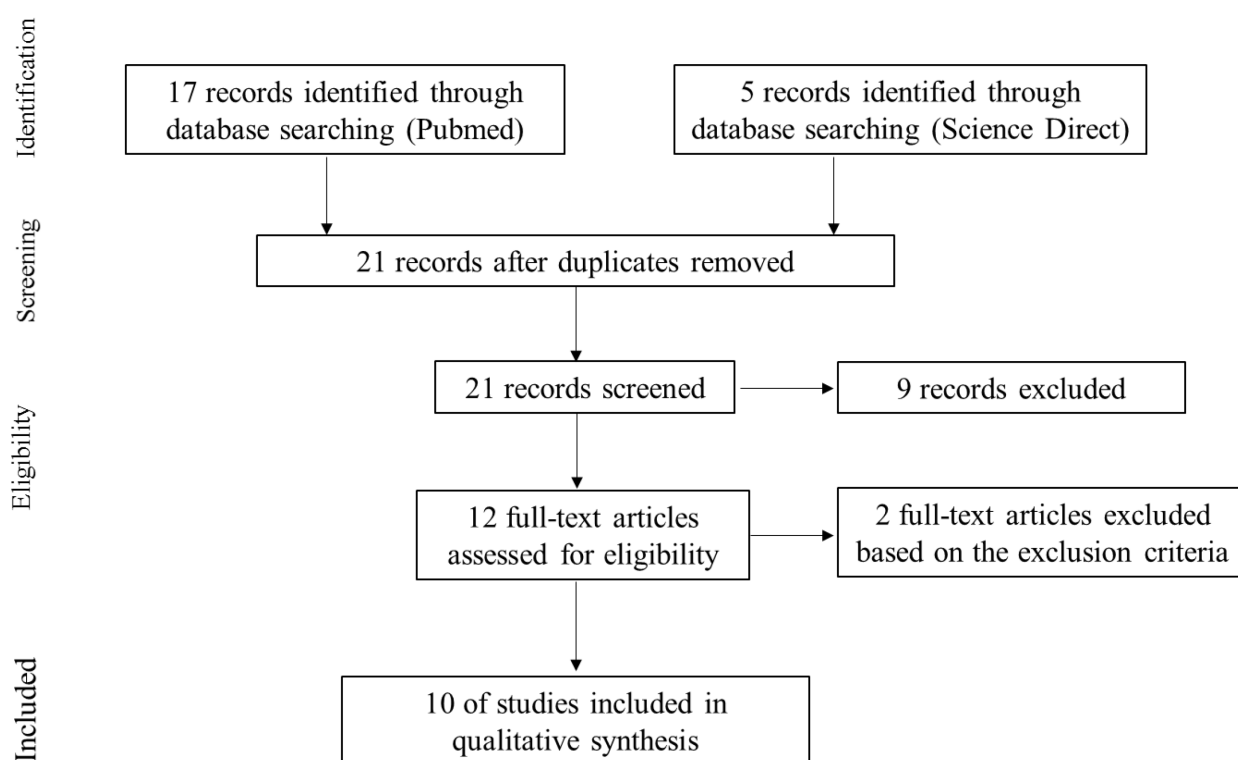 Identification
17 records identified through
database searching (Pubmed)
5 records identified through
database searching (Science Direct)
Screening
21 records after duplicates removed
21 records screened
9 records excluded
Eligibility
12 full-text articles
assessed for eligibility
2 full-text articles excluded
based on the exclusion criteria
Included
10 of studies included in
qualitative synthesis